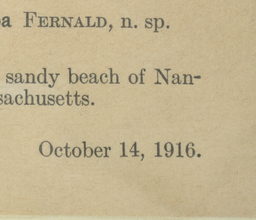 a FERNALD, n. sp.
sandy beach of Nan-
sachusetts.
October 14, 1916.